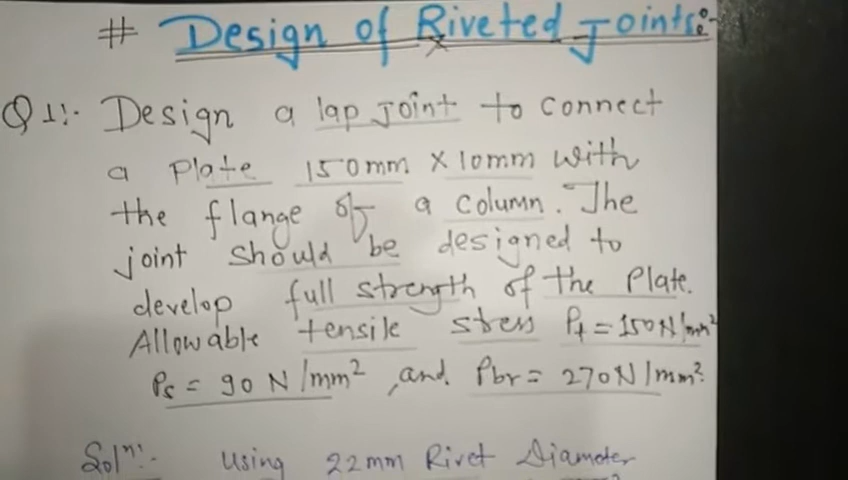 # Design of Riveted Joints:-
Q1:- Design a lap Joint to connect
a Plate 150mm x 10mm with
the flange of a column. The
joint should be designed to
develop full strength of the Plate.
Allowable tensile stress Pt = 150N/mm²
Ps = 90 N/mm², and Pbr = 270N/mm²
Solⁿ:- Using 22mm Rivet Diameter